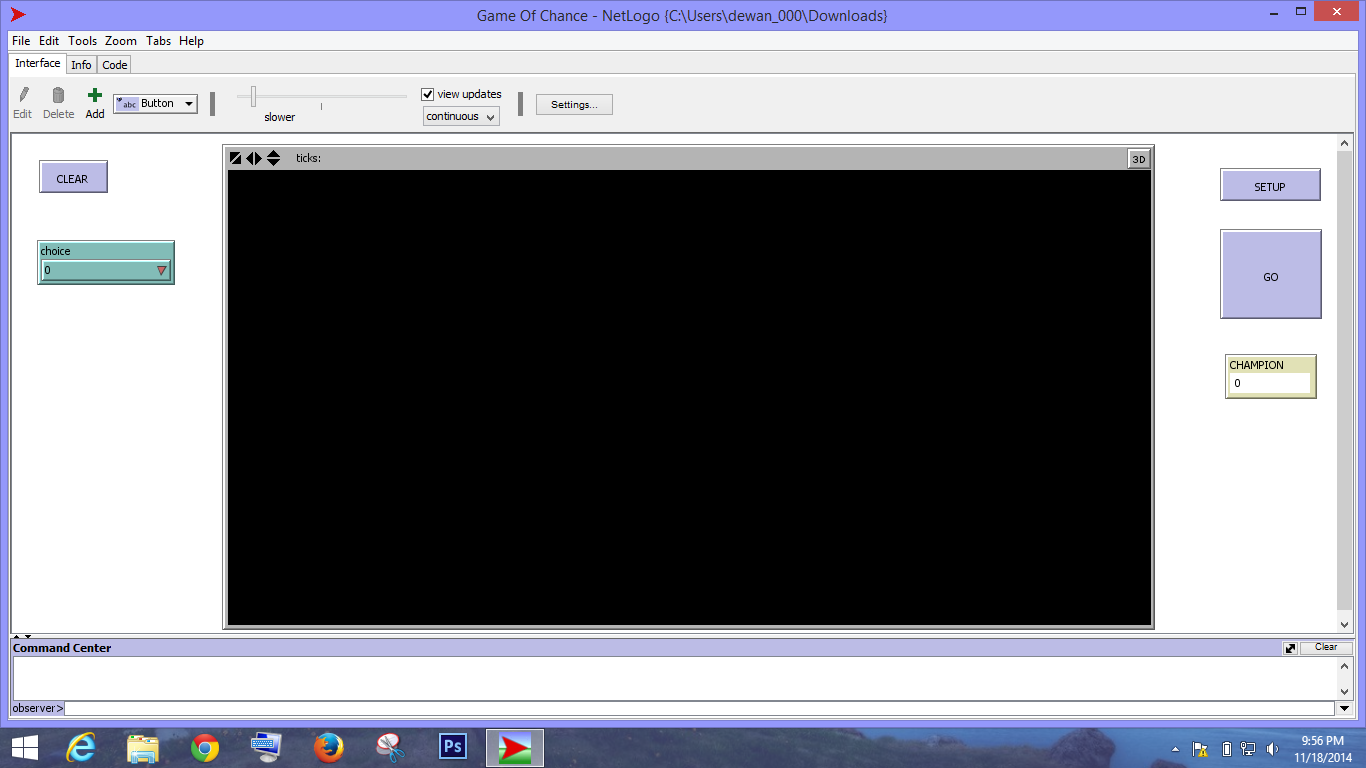 Game Of Chance - NetLogo {C:\Users\dewan_000\Downloads}
File Edit Tools Zoom Tabs Help
Interface Info Code
Edit Delete Add
abc Button
slower
view updates
continuous
Settings...
CLEAR
choice
0
ticks:
3D
SETUP
GO
CHAMPION
0
Command Center
Clear
observer>
Ps
9:56 PM
11/18/2014